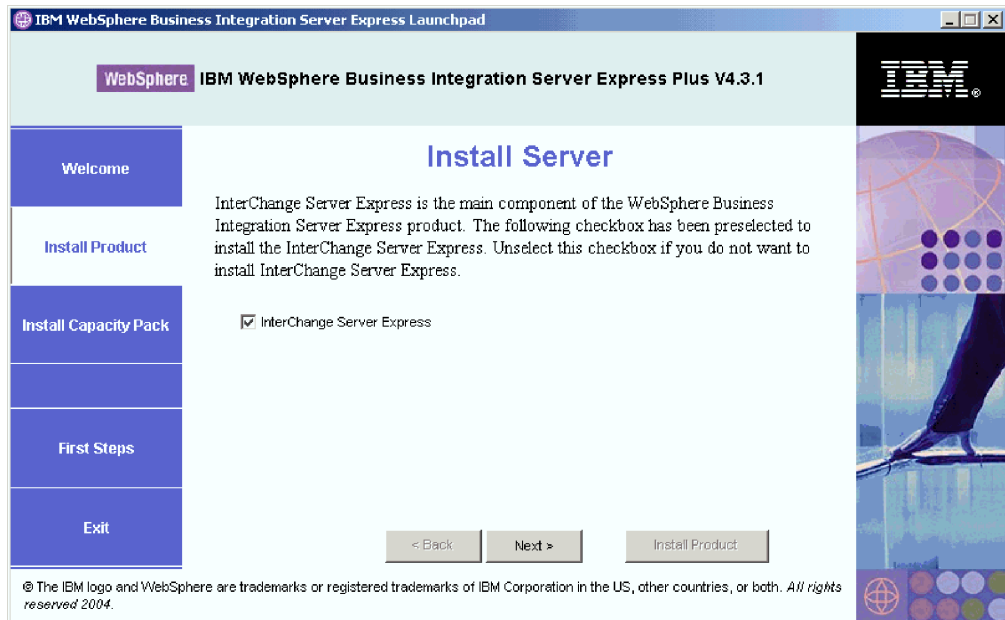 IBM WebSphere Business Integration Server Express Launchpad
WebSphere IBM WebSphere Business Integration Server Express Plus V4.3.1
IBM®
Welcome
Install Product
Install Capacity Pack
First Steps
Exit
Install Server
InterChange Server Express is the main component of the WebSphere Business
Integration Server Express product. The following checkbox has been preselected to
install the InterChange Server Express. Unselect this checkbox if you do not want to
install InterChange Server Express.
InterChange Server Express
< Back
Next >
Install Product
® The IBM logo and WebSphere are trademarks or registered trademarks of IBM Corporation in the US, other countries, or both. All rights
reserved 2004.